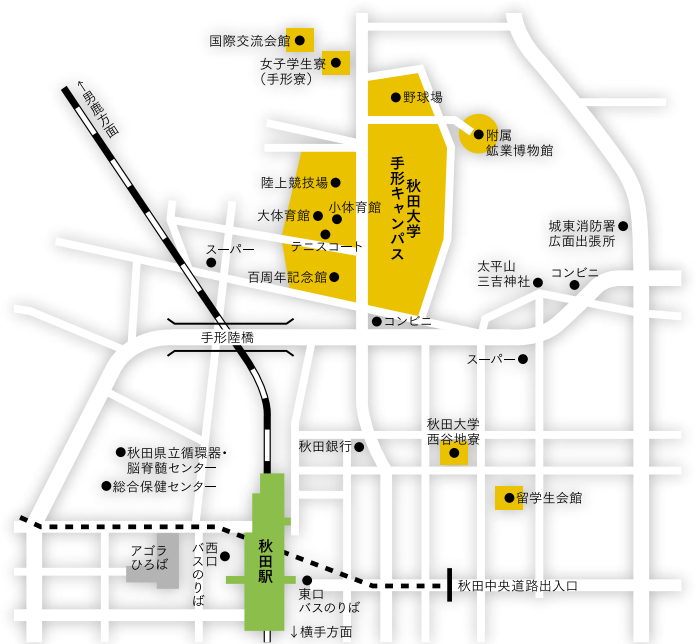 国際交流会館
女子学生寮
（手形寮）
↑男鹿方面
野球場
附属
鉱業博物館
秋田大学
手形キャンパス
陸上競技場
小体育館
大体育館
テニスコート
百周年記念館
スーパー
城東消防署
広面出張所
太平山
三吉神社
コンビニ
コンビニ
手形陸橋
スーパー
秋田大学
西谷地寮
秋田銀行
秋田県立循環器・
脳脊髄センター
総合保健センター
留学生会館
アゴラ
ひろば
西口
バスのりば
秋田駅
東口
バスのりば
秋田中央道路出入口
↓横手方面